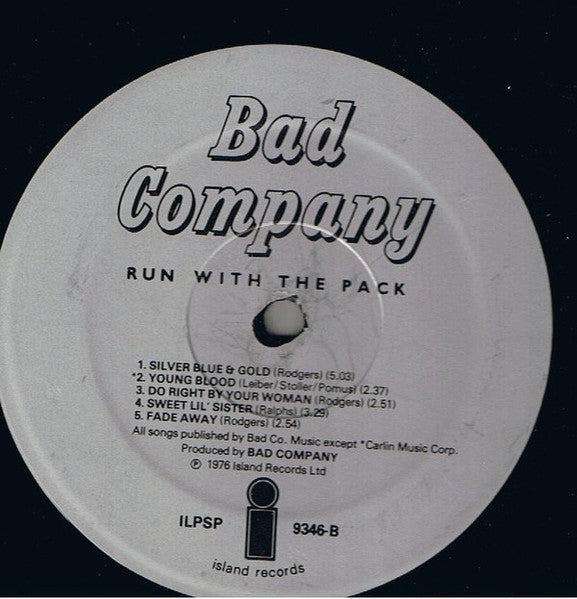 Bad
Company
RUN WITH THE PACK
1. SILVER BLUE & GOLD (Rodgers) (5.03)
*2. YOUNG BLOOD (Leiber/Stoller/Pomus) (2.37)
3. DO RIGHT BY YOUR WOMAN (Rodgers) (2.51)
4. SWEET LIL' SISTER (Ralphs) (3.29)
5. FADE AWAY (Rodgers) (2.54)
All songs published by Bad Co. Music except *Carlin Music Corp.
Produced by BAD COMPANY
℗ 1976 Island Records Ltd
ILPSP 9346-B
island records